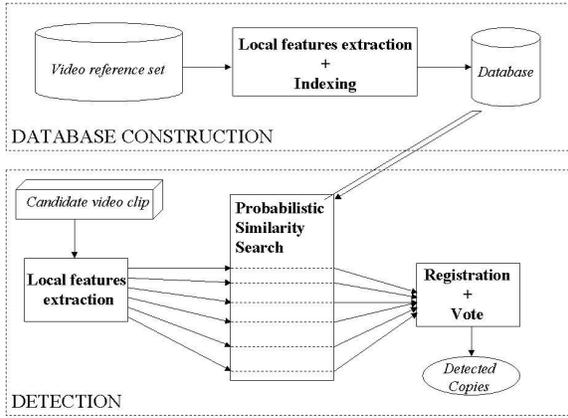 Video reference set
Local features extraction
+
Indexing
Database
DATABASE CONSTRUCTION
Candidate video clip
Probabilistic
Similarity
Search
Local features
extraction
Registration
+
Vote
Detected
Copies
DETECTION